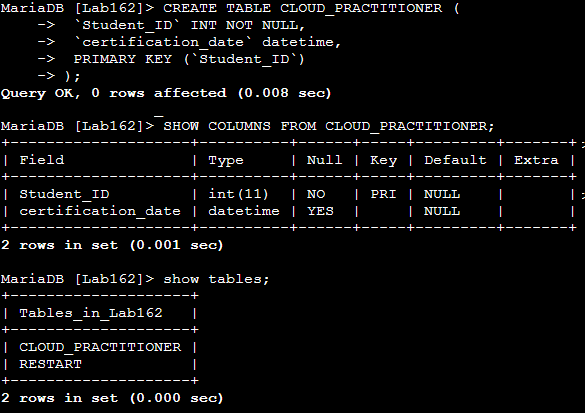 MariaDB [Lab162]> CREATE TABLE CLOUD_PRACTITIONER (
    ->  `Student_ID` INT NOT NULL,
    ->  `certification_date` datetime,
    ->  PRIMARY KEY (`Student_ID`)
    -> );
Query OK, 0 rows affected (0.008 sec)
MariaDB [Lab162]> SHOW COLUMNS FROM CLOUD_PRACTITIONER;
+--------------------+----------+------+-----+---------+-------+
| Field              | Type     | Null | Key | Default | Extra |
+--------------------+----------+------+-----+---------+-------+
| Student_ID         | int(11)  | NO   | PRI | NULL    |       |
| certification_date | datetime | YES  |     | NULL    |       |
+--------------------+----------+------+-----+---------+-------+
2 rows in set (0.001 sec)
MariaDB [Lab162]> show tables;
+--------------------+
| Tables_in_Lab162   |
+--------------------+
| CLOUD_PRACTITIONER |
| RESTART            |
+--------------------+
2 rows in set (0.000 sec)